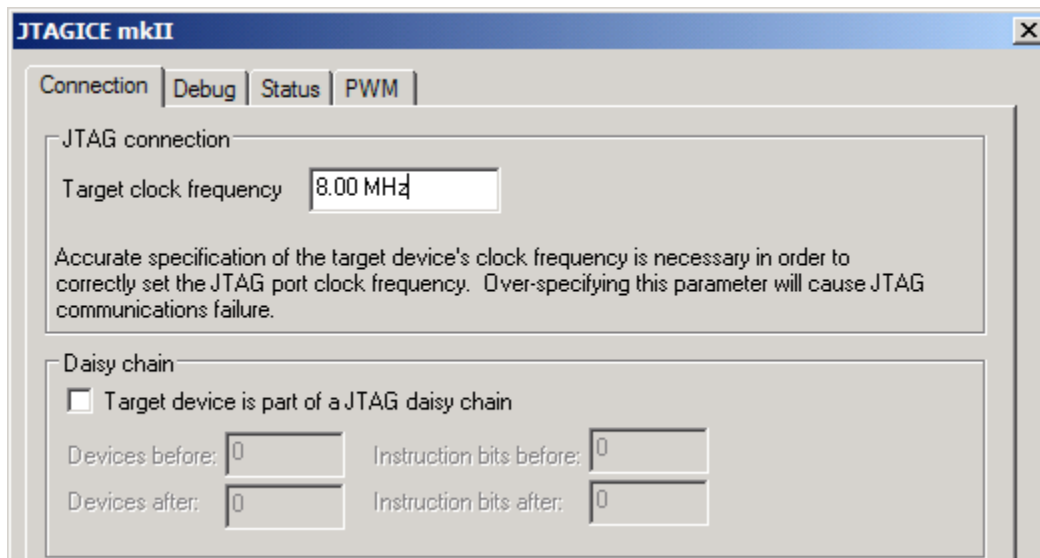 JTAGICE mkII
Connection Debug Status PWM
JTAG connection
Target clock frequency 8.00 MHz
Accurate specification of the target device's clock frequency is necessary in order to
correctly set the JTAG port clock frequency. Over-specifying this parameter will cause JTAG
communications failure.
Daisy chain
Target device is part of a JTAG daisy chain
Devices before: 0 Instruction bits before: 0
Devices after: 0 Instruction bits after: 0